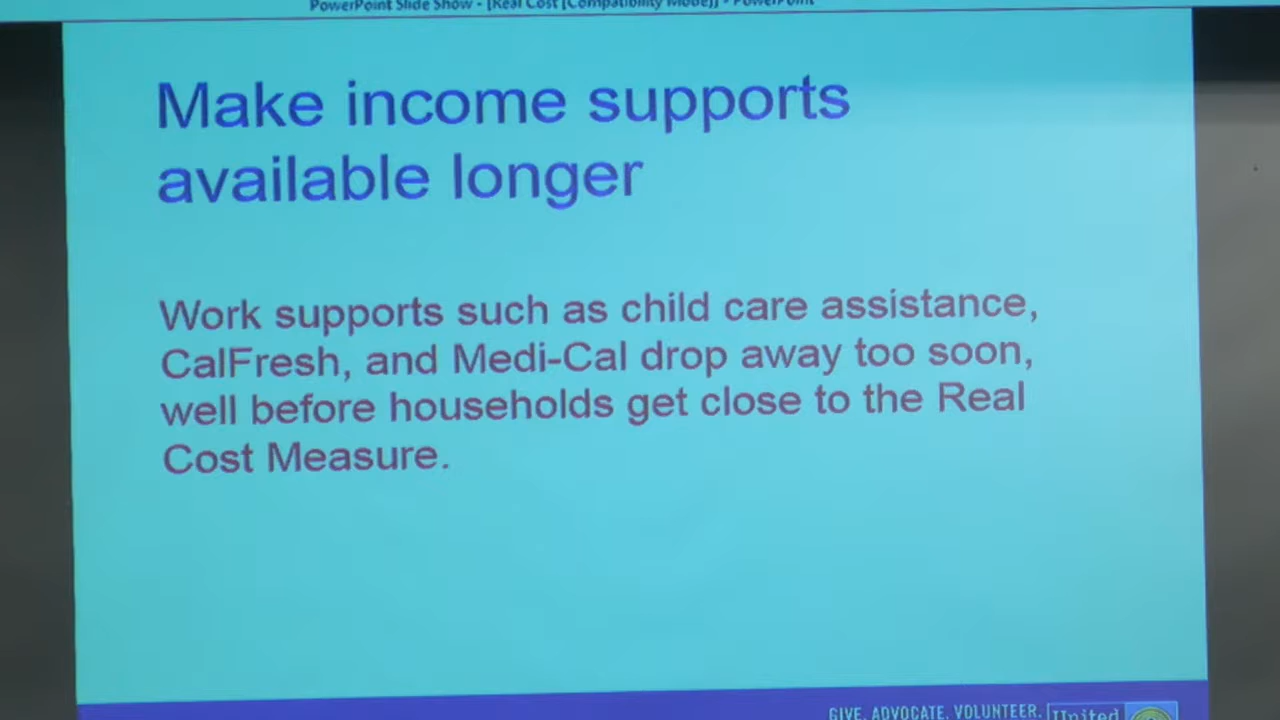 PowerPoint Slide Show - [Real Cost [Compatibility Mode]] - PowerPoint
Make income supports
available longer
Work supports such as child care assistance,
CalFresh, and Medi-Cal drop away too soon,
well before households get close to the Real
Cost Measure.
GIVE. ADVOCATE. VOLUNTEER. United